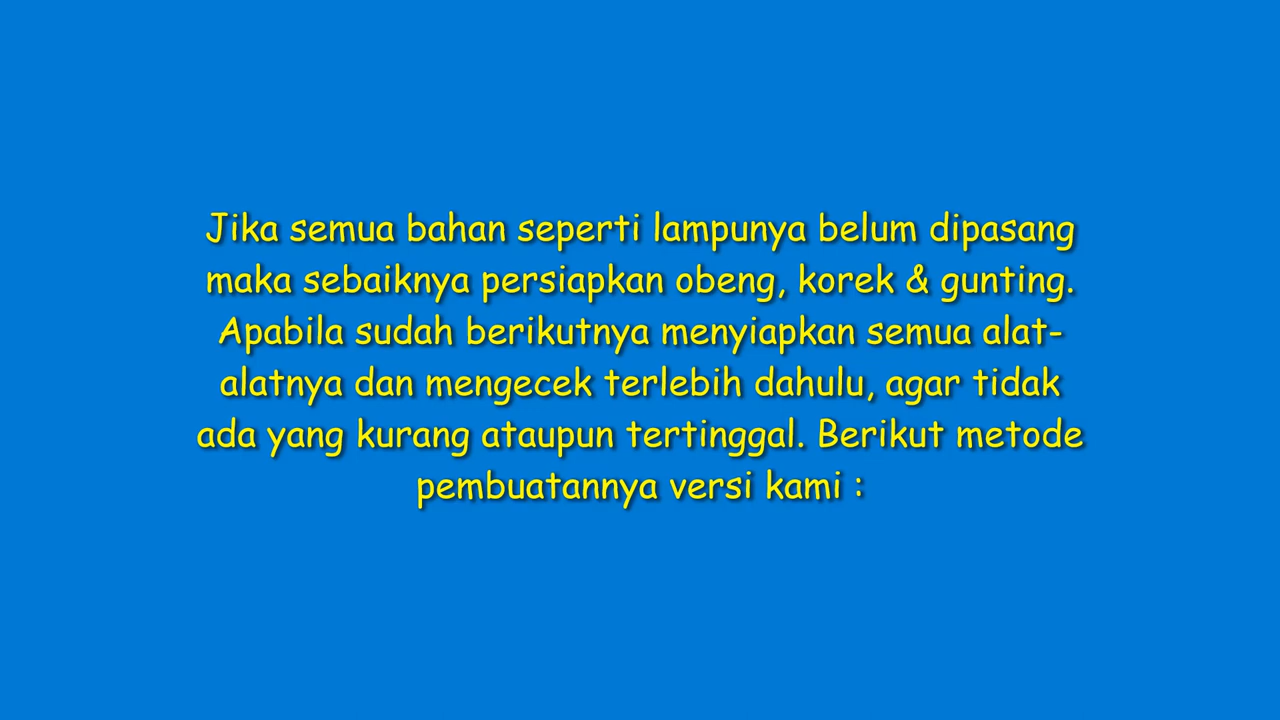 Jika semua bahan seperti lampunya belum dipasang
maka sebaiknya persiapkan obeng, korek & gunting.
Apabila sudah berikutnya menyiapkan semua alat-
alatnya dan mengecek terlebih dahulu, agar tidak
ada yang kurang ataupun tertinggal. Berikut metode
pembuatannya versi kami :